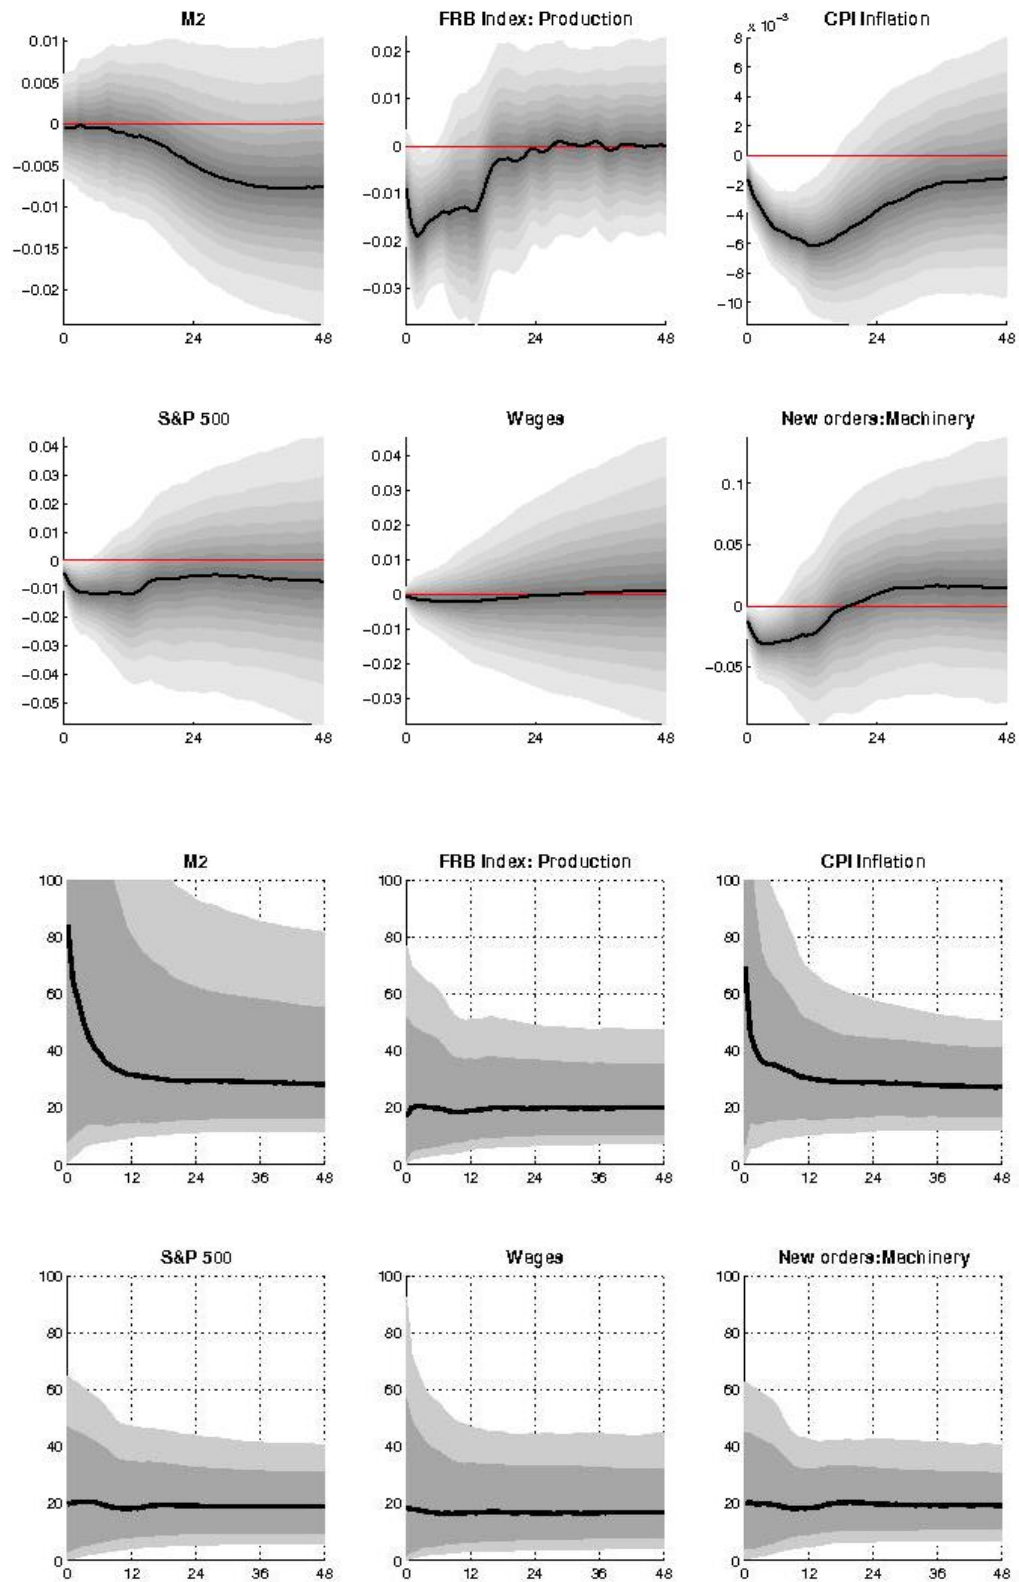 M2 FRB Index: Production CPI Inflation
0.01 0.02 8 x 10⁻³
0.005 0.01 6
0 0 4
−0.005 −0.01 2
−0.01 −0.02 0
−0.015 −0.03 −2
−0.02 −4
−6
−8
−10
0 24 48 0 24 48 0 24 48
S&P 500 Wages New orders:Machinery
0.04 0.04 0.1
0.03 0.03 0.05
0.02 0.02 0
0.01 0.01 −0.05
0 0
−0.01 −0.01
−0.02 −0.02
−0.03 −0.03
−0.04
−0.05
0 24 48 0 24 48 0 24 48
M2 FRB Index: Production CPI Inflation
100 100 100
80 80 80
60 60 60
40 40 40
20 20 20
0 0 0
0 12 24 36 48 0 12 24 36 48 0 12 24 36 48
S&P 500 Wages New orders:Machinery
100 100 100
80 80 80
60 60 60
40 40 40
20 20 20
0 0 0
0 12 24 36 48 0 12 24 36 48 0 12 24 36 48